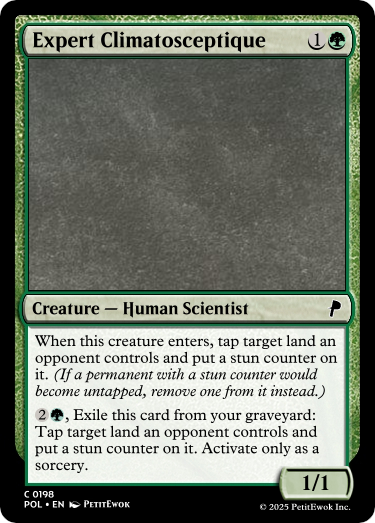 Expert Climatosceptique 1
Creature — Human Scientist
When this creature enters, tap target land an
opponent controls and put a stun counter on
it. (If a permanent with a stun counter would
become untapped, remove one from it instead.)
2, Exile this card from your graveyard:
Tap target land an opponent controls and
put a stun counter on it. Activate only as a
sorcery.
1/1
C 0198
POL • EN PetitEwok
© 2025 PetitEwok Inc.